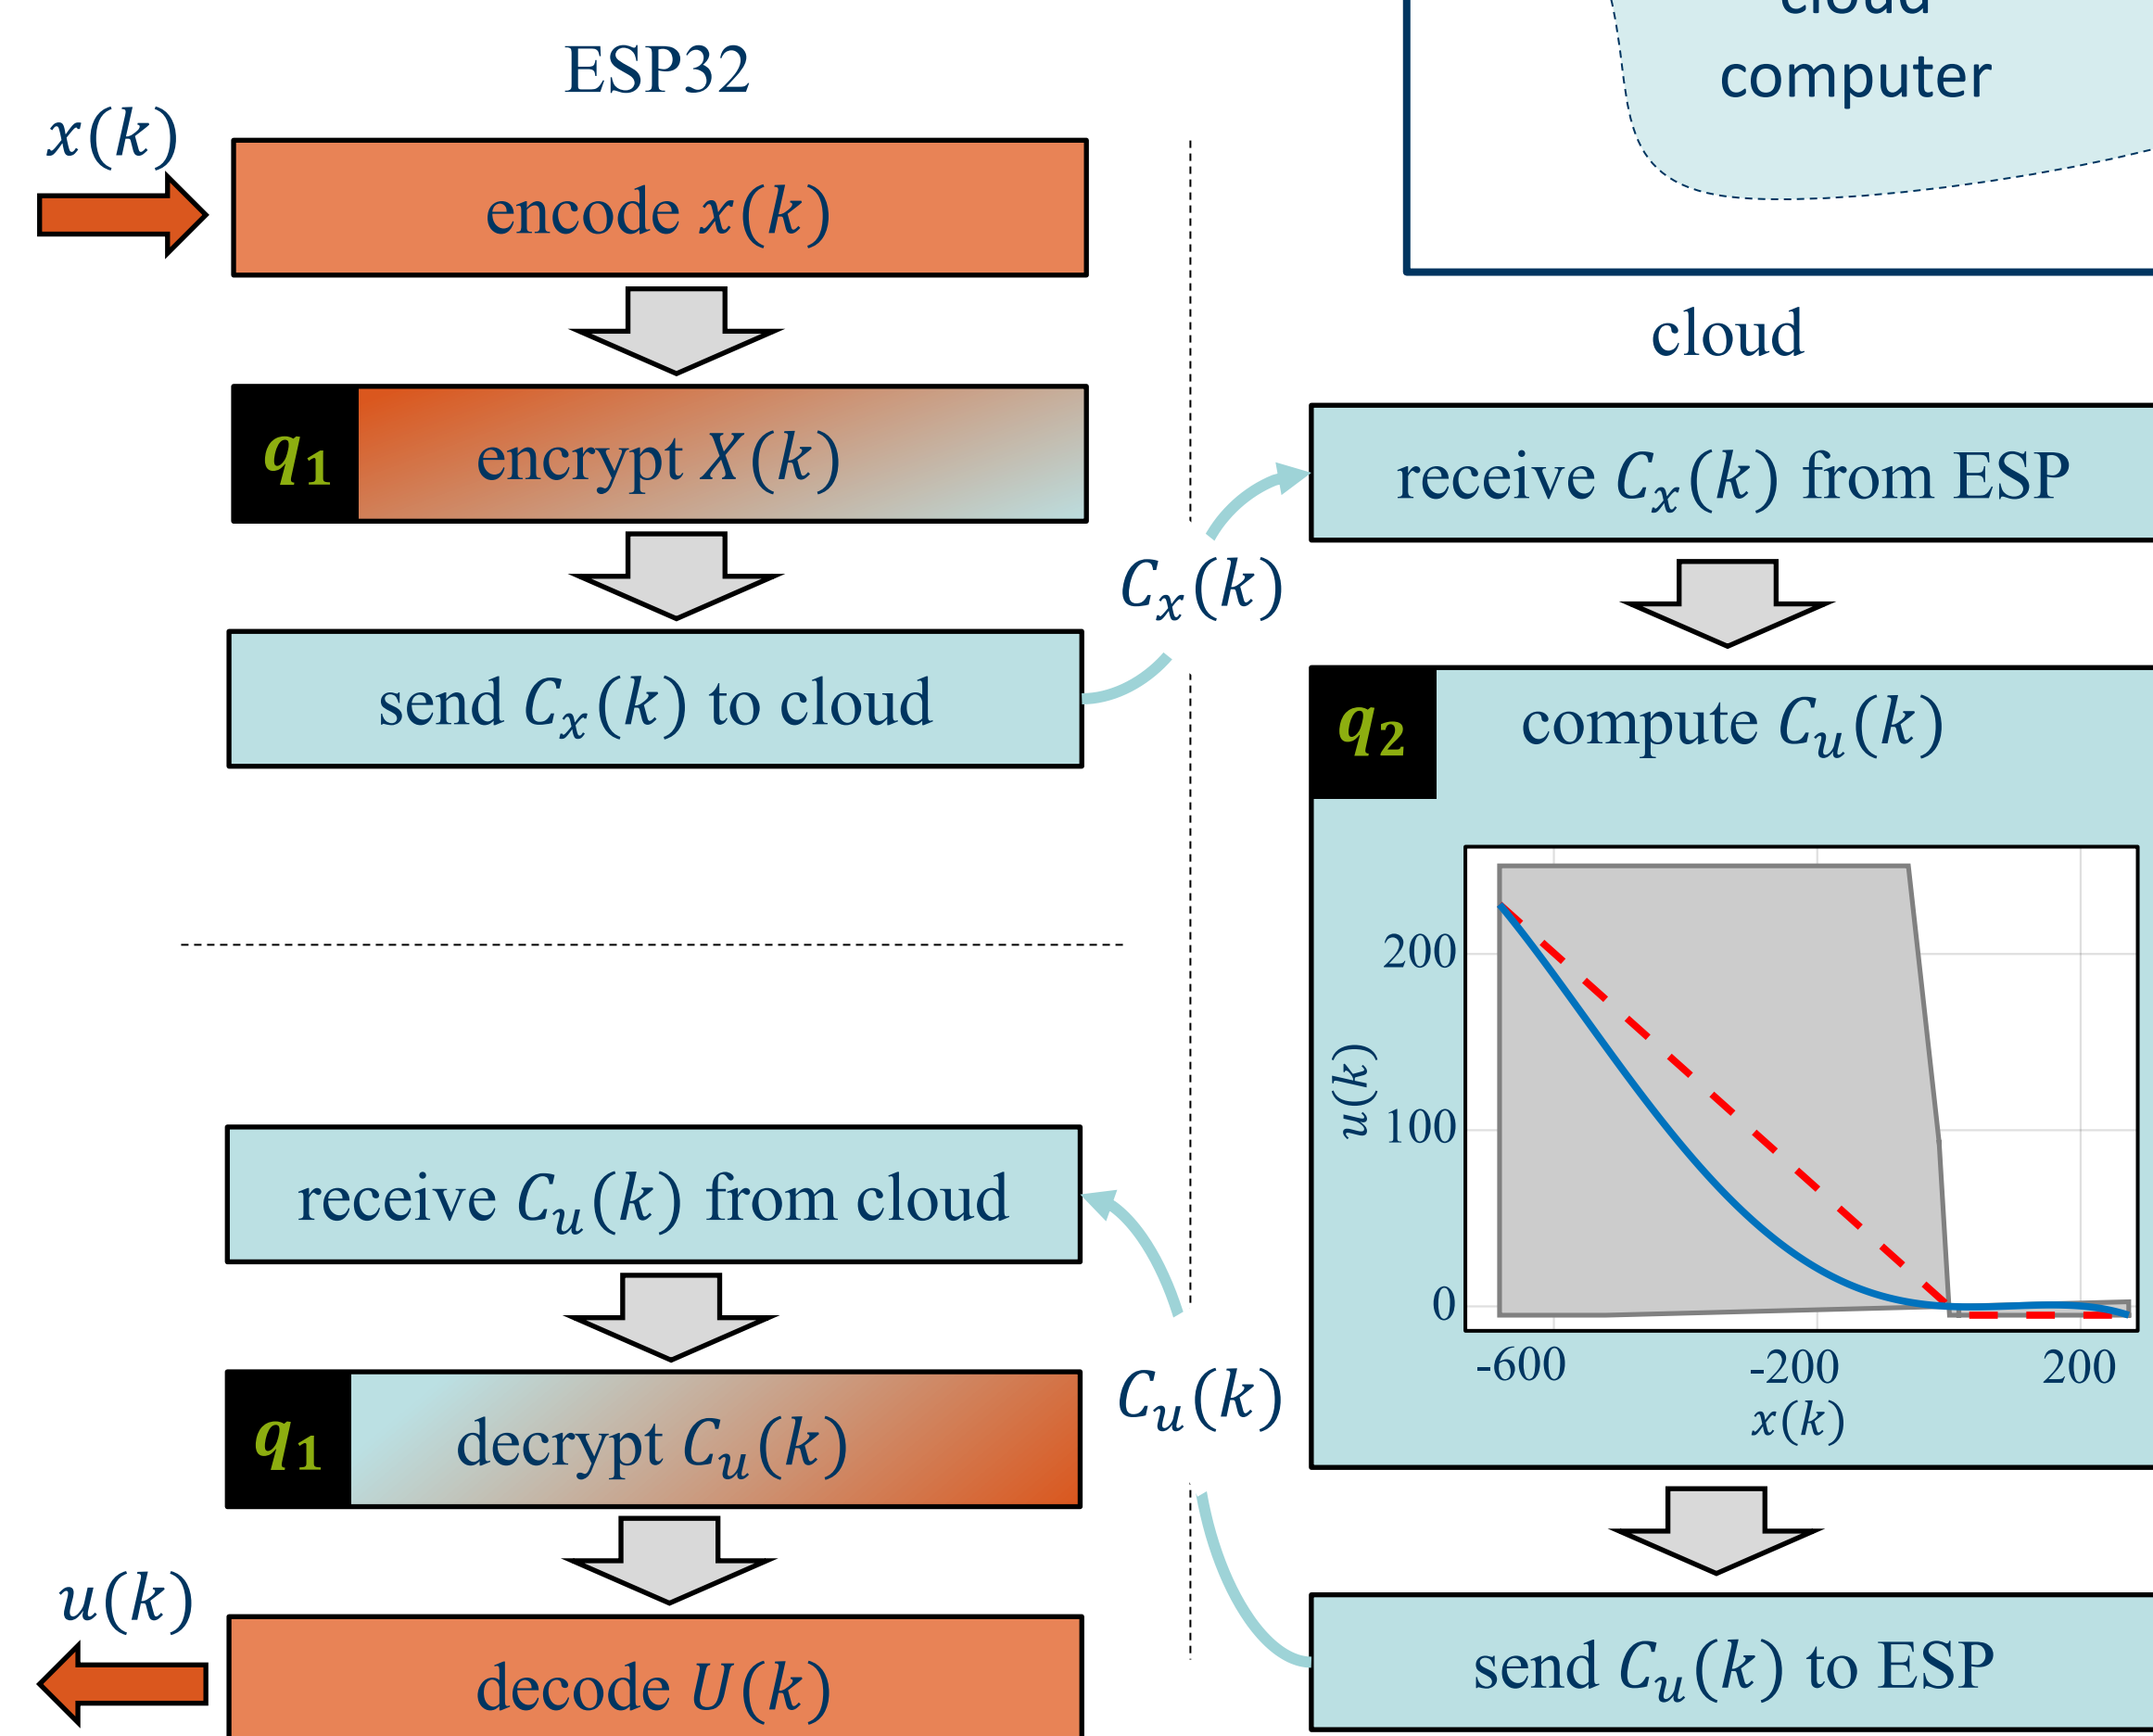 ESP32
x(k)
encode x(k)
q₁
encrypt X(k)
send Cₓ(k) to cloud
Cₓ(k)
cloud
computer
cloud
receive Cₓ(k) from ESP
q₂
compute Cᵤ(k)
200
100
0
u(k)
-600
-200
200
x(k)
send Cᵤ(k) to ESP
Cᵤ(k)
receive Cᵤ(k) from cloud
q₁
decrypt Cᵤ(k)
u(k)
decode U(k)